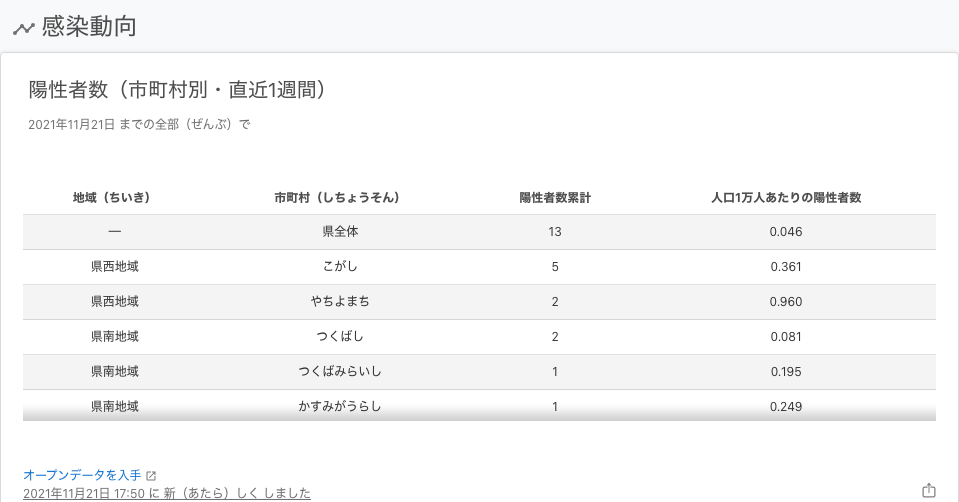 感染動向
陽性者数（市町村別・直近1週間）
2021年11月21日 までの全部（ぜんぶ）で
地域（ちいき） 市町村（しちょうそん） 陽性者数累計 人口1万人あたりの陽性者数
― 県全体 13 0.046
県西地域 こがし 5 0.361
県西地域 やちよまち 2 0.960
県南地域 つくばし 2 0.081
県南地域 つくばみらいし 1 0.195
県南地域 かすみがうらし 1 0.249
オープンデータを入手
2021年11月21日 17:50 に 新（あたら）しく しました